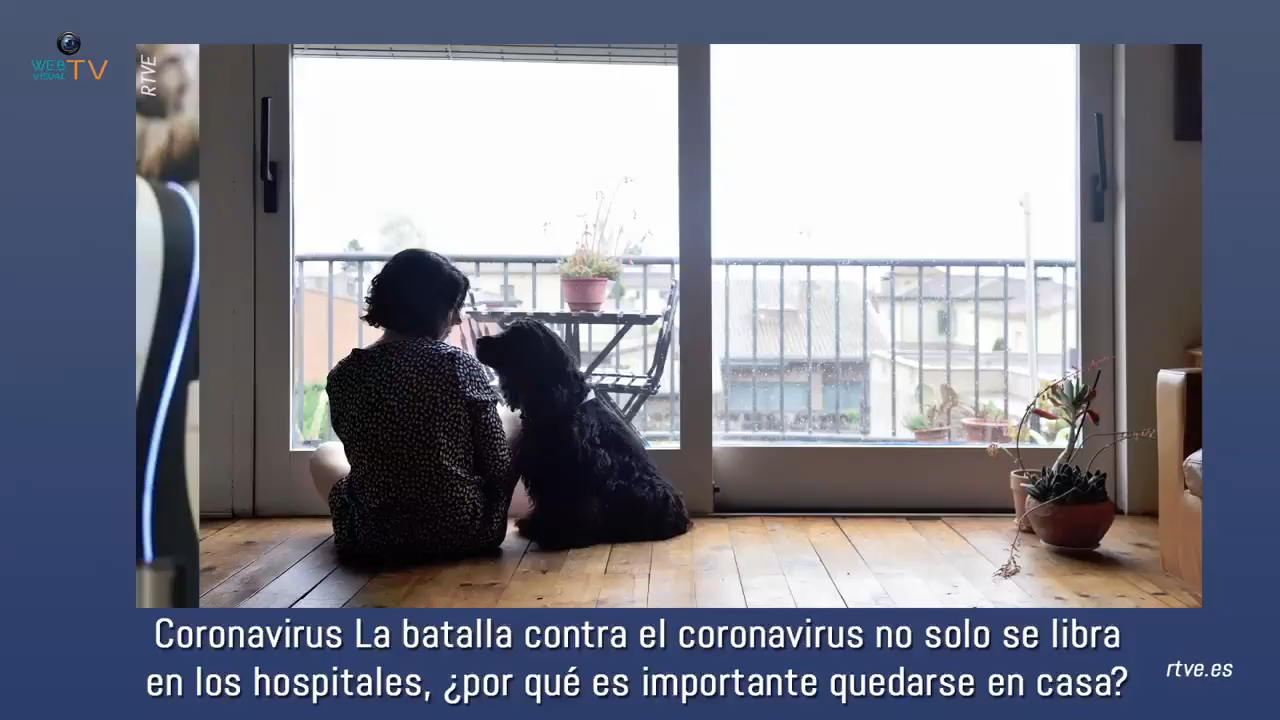 WEB
VISUAL TV
RTVE
Coronavirus La batalla contra el coronavirus no solo se libra
en los hospitales, ¿por qué es importante quedarse en casa?
rtve.es